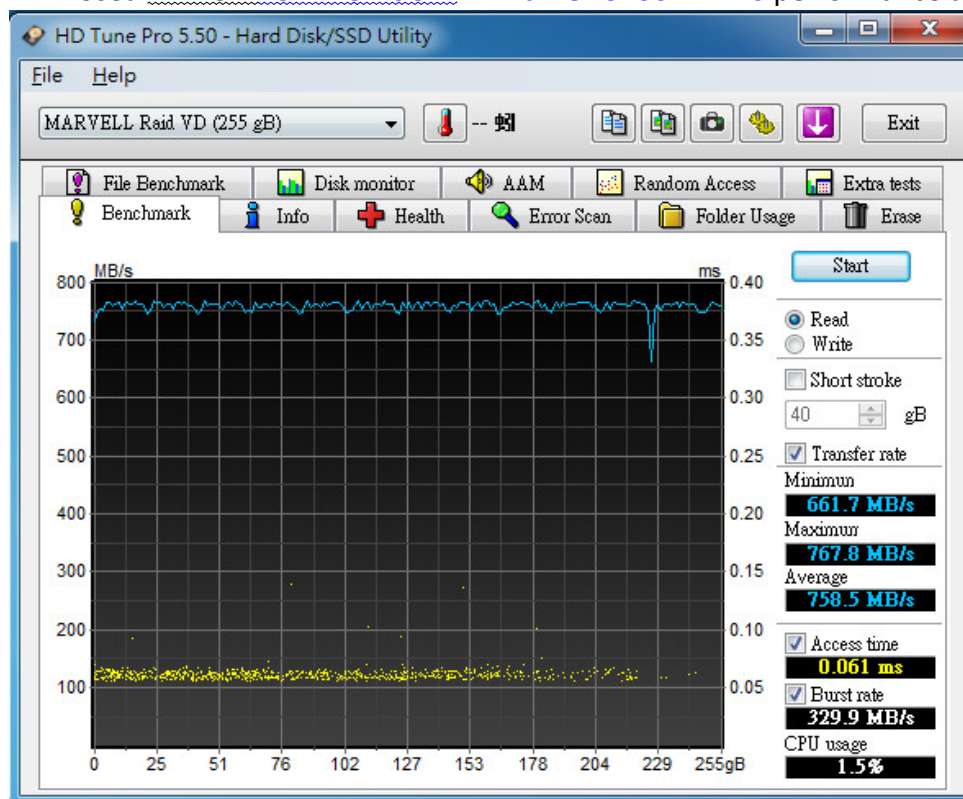 HD Tune Pro 5.50 - Hard Disk/SSD Utility
File Help
MARVELL Raid VD (255 gB) -- 蚓 Exit
File Benchmark Disk monitor AAM Random Access Extra tests
Benchmark Info Health Error Scan Folder Usage Erase
MB/s ms
Start
800 0.40
Read
700 0.35
Write
Short stroke
600 0.30
40 gB
500 0.25
Transfer rate
Minimun
661.7 MB/s
400 0.20
Maximun
767.8 MB/s
300 0.15
Average
758.5 MB/s
200 0.10
Access time
0.061 ms
100 0.05
Burst rate
329.9 MB/s
CPU usage
1.5%
0 25 51 76 102 127 153 178 204 229 255gB